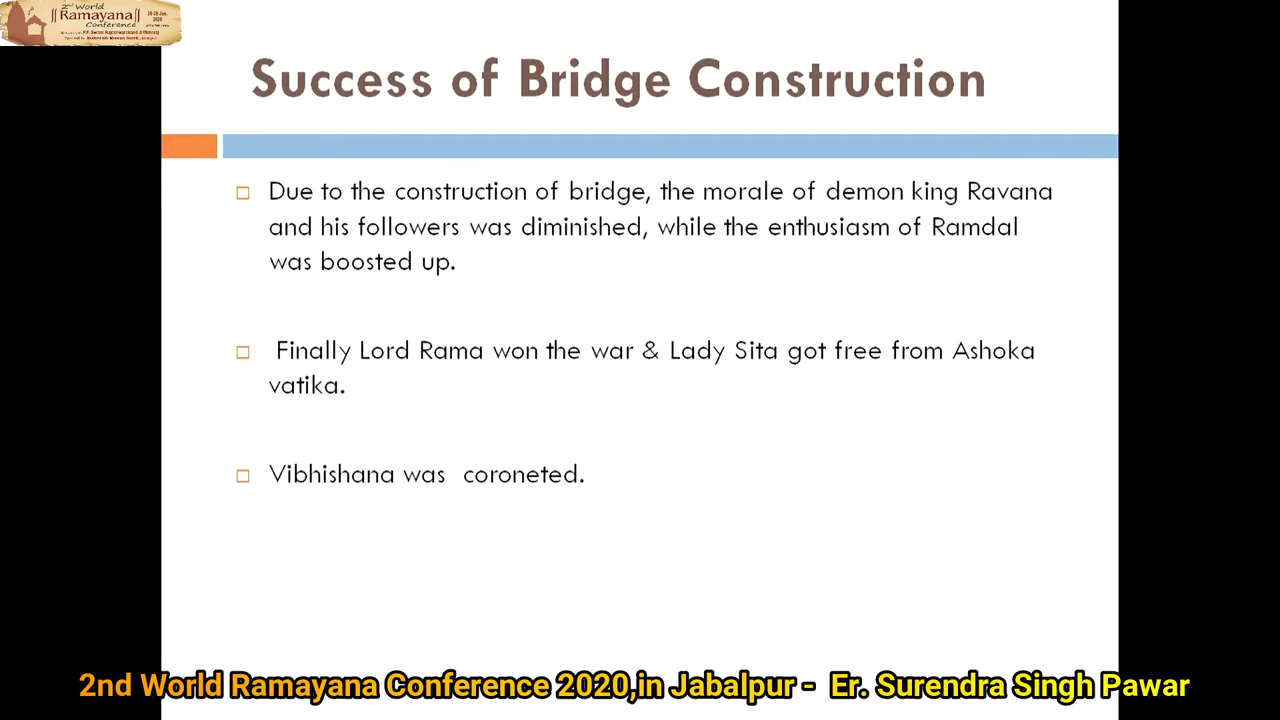 2nd World
||Ramayana||
Conference
Success of Bridge Construction
Due to the construction of bridge, the morale of demon king Ravana
and his followers was diminished, while the enthusiasm of Ramdal
was boosted up.
Finally Lord Rama won the war & Lady Sita got free from Ashoka
vatika.
Vibhishana was coroneted.
2nd World Ramayana Conference 2020,in Jabalpur - Er. Surendra Singh Pawar